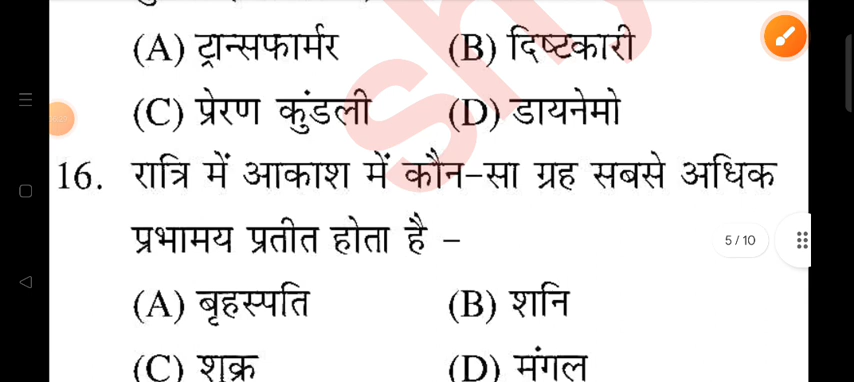 (A) ट्रान्सफार्मर (B) दिष्टकारी
(C) प्रेरण कुंडली (D) डायनेमो
16. रात्रि में आकाश में कौन-सा ग्रह सबसे अधिक
प्रभामय प्रतीत होता है -
5 / 10
(A) बृहस्पति (B) शनि
(C) शुक्र (D) मंगल